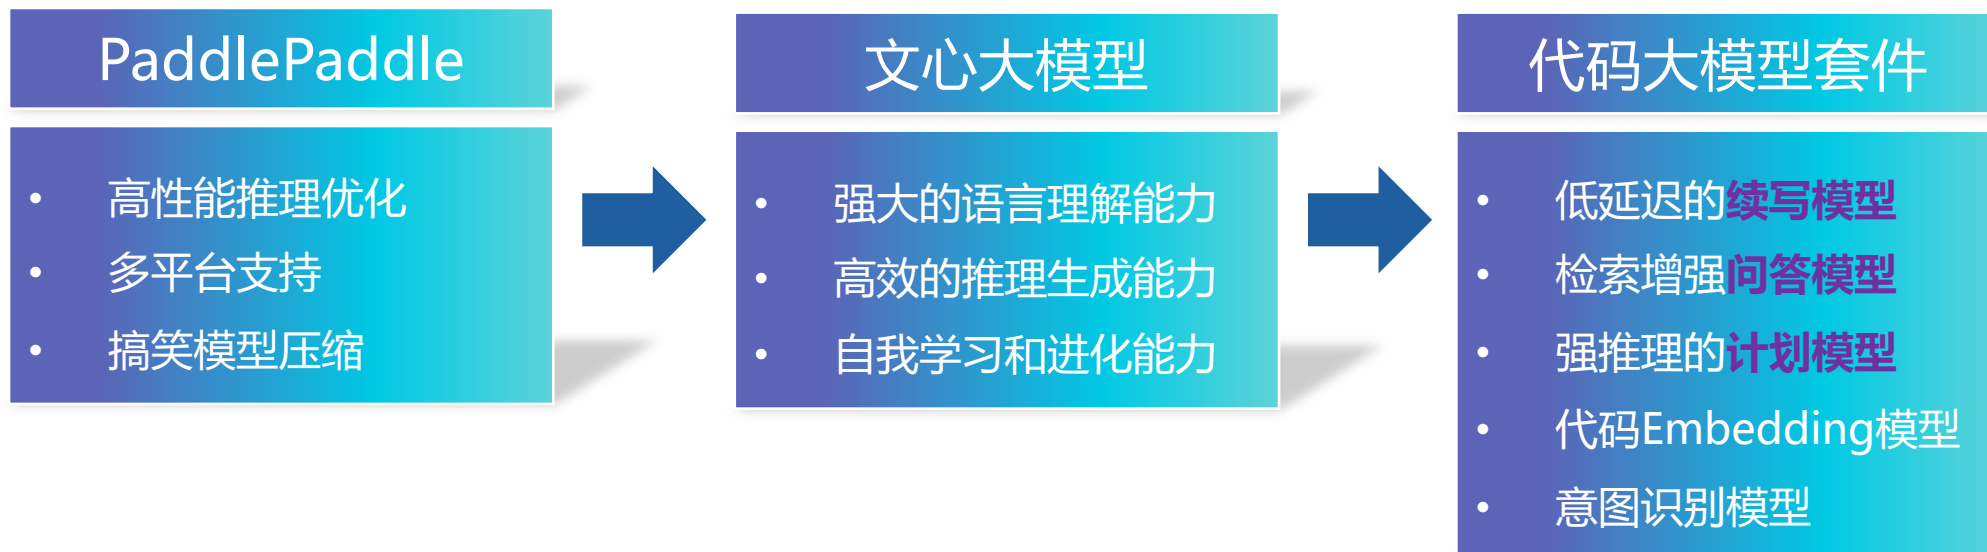 PaddlePaddle
• 高性能推理优化
• 多平台支持
• 搞笑模型压缩
文心大模型
• 强大的语言理解能力
• 高效的推理生成能力
• 自我学习和进化能力
代码大模型套件
• 低延迟的续写模型
• 检索增强问答模型
• 强推理的计划模型
• 代码Embedding模型
• 意图识别模型